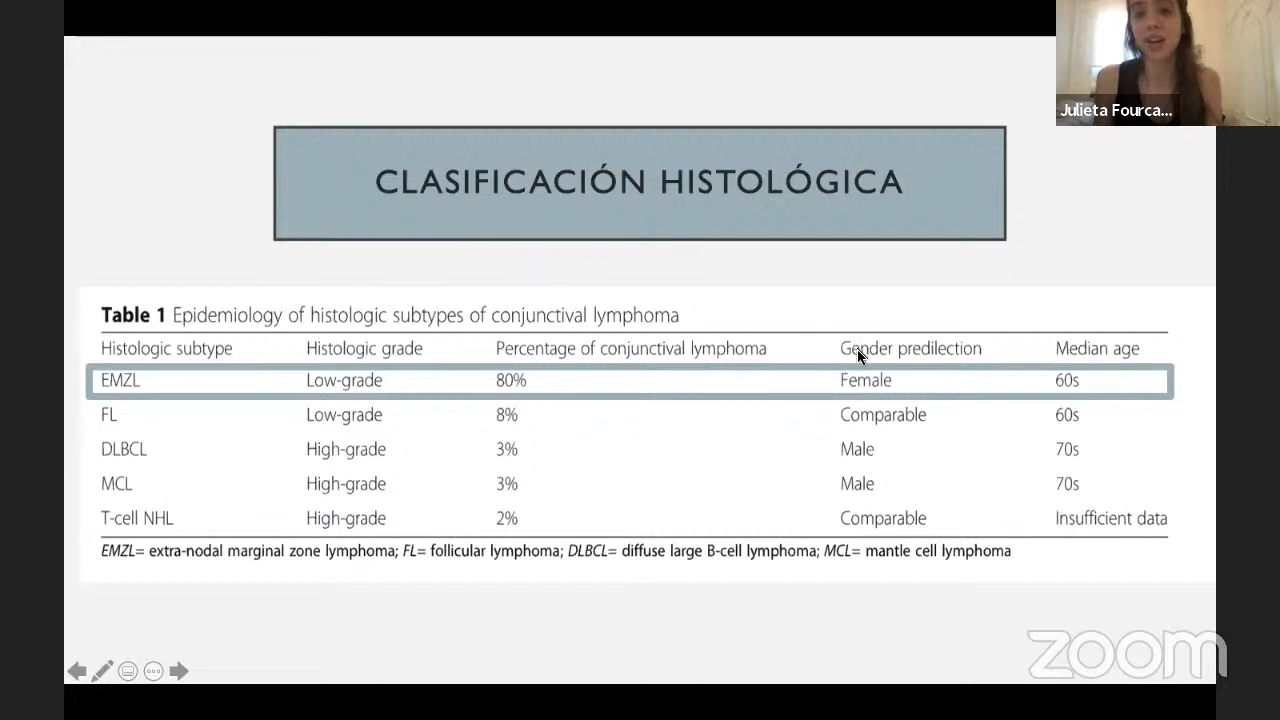 Julieta Fourca...
CLASIFICACIÓN HISTOLÓGICA
Table 1 Epidemiology of histologic subtypes of conjunctival lymphoma
Histologic subtype Histologic grade Percentage of conjunctival lymphoma Gender predilection Median age
EMZL Low-grade 80% Female 60s
FL Low-grade 8% Comparable 60s
DLBCL High-grade 3% Male 70s
MCL High-grade 3% Male 70s
T-cell NHL High-grade 2% Comparable Insufficient data
EMZL= extra-nodal marginal zone lymphoma; FL= follicular lymphoma; DLBCL= diffuse large B-cell lymphoma; MCL= mantle cell lymphoma
zoom